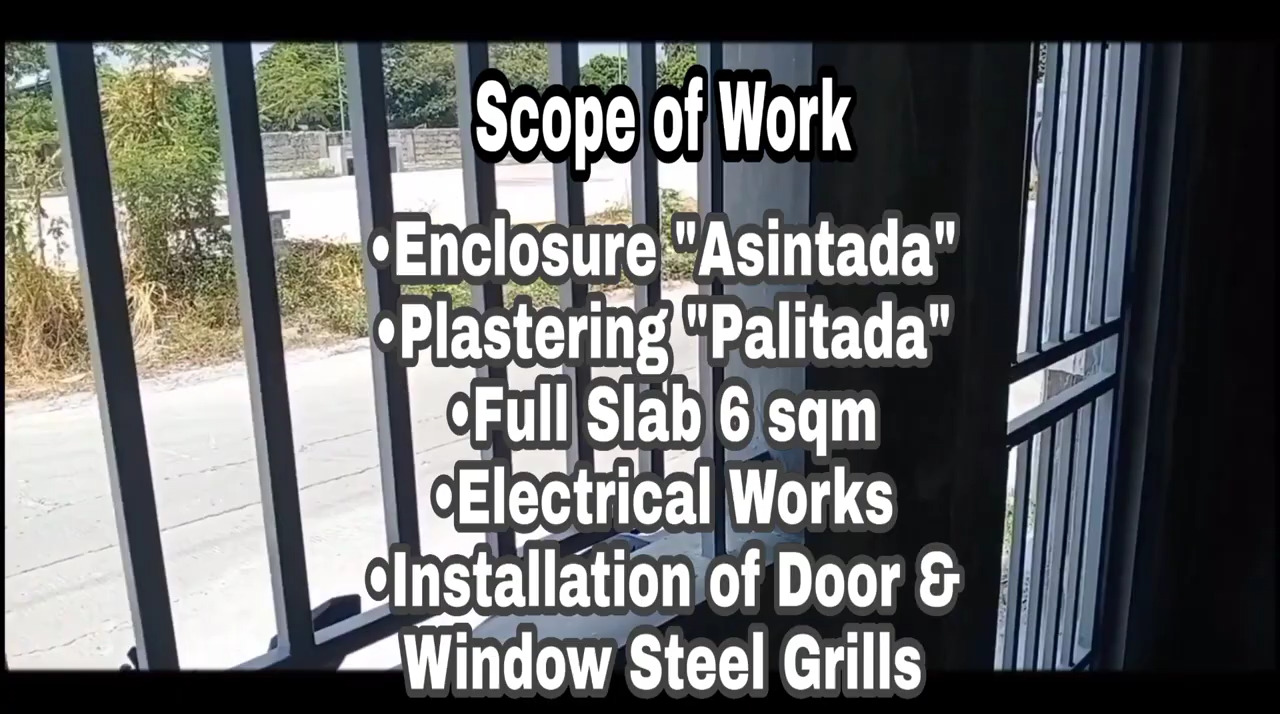 Scope of Work
•Enclosure "Asintada"
•Plastering "Palitada"
•Full Slab 6 sqm
•Electrical Works
•Installation of Door &
Window Steel Grills